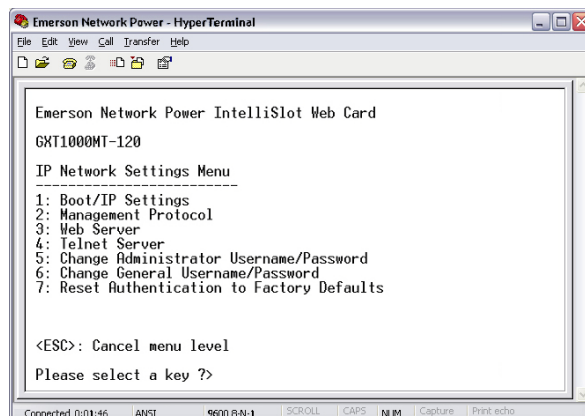 Emerson Network Power - HyperTerminal
File Edit View Call Transfer Help
Emerson Network Power IntelliSlot Web Card
GXT1000MT-120
IP Network Settings Menu
--------------------------
1: Boot/IP Settings
2: Management Protocol
3: Web Server
4: Telnet Server
5: Change Administrator Username/Password
6: Change General Username/Password
7: Reset Authentication to Factory Defaults
<ESC>: Cancel menu level
Please select a key ?>
Connected 0:01:46 ANSI 9600 8-N-1 SCROLL CAPS NUM Capture Print echo